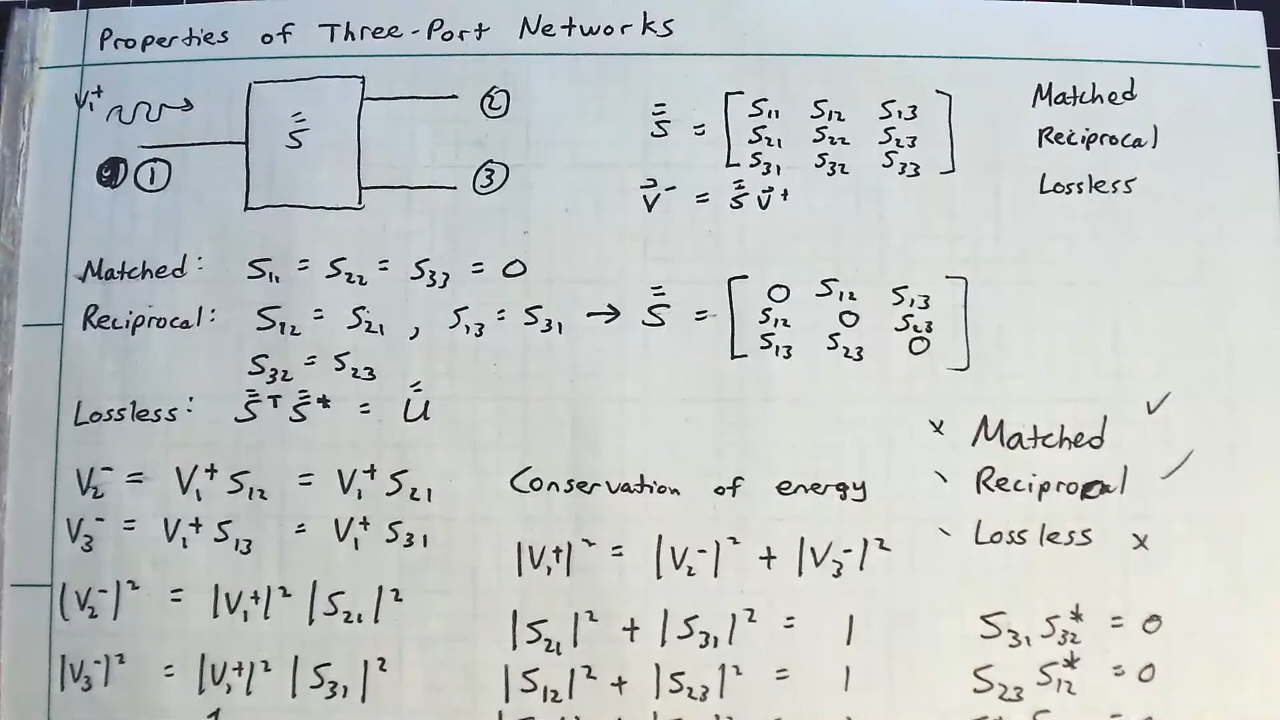 Properties of Three-Port Networks
V₁⁺
S̿
①
②
③
S̿ = [ S₁₁ S₁₂ S₁₃
S₂₁ S₂₂ S₂₃
S₃₁ S₃₂ S₃₃ ]
V⃗⁻ = S̿ V⃗⁺
Matched
Reciprocal
Lossless
Matched: S₁₁ = S₂₂ = S₃₃ = 0
Reciprocal: S₁₂ = S₂₁ , S₁₃ = S₃₁ → S̿ = [ 0 S₁₂ S₁₃
S₁₂ 0 S₂₃
S₁₃ S₂₃ 0 ]
S₃₂ = S₂₃
Lossless: S̿ᵀ S̿* = U̿
V₂⁻ = V₁⁺ S₁₂ = V₁⁺ S₂₁
V₃⁻ = V₁⁺ S₁₃ = V₁⁺ S₃₁
|V₂⁻|² = |V₁⁺|² |S₂₁|²
|V₃⁻|² = |V₁⁺|² |S₃₁|²
Conservation of energy
|V₁⁺|² = |V₂⁻|² + |V₃⁻|²
|S₂₁|² + |S₃₁|² = 1
|S₁₂|² + |S₂₃|² = 1
× Matched ✓
` Reciprocal ✓
` Lossless ×
S₃₁ S₃₂* = 0
S₂₃ S₁₂* = 0